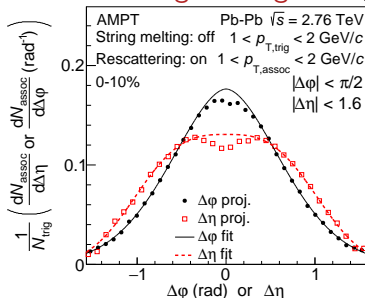 AMPT Pb-Pb √s = 2.76 TeV
String melting: off 1 < p_T,trig < 2 GeV/c
Rescattering: on 1 < p_T,assoc < 2 GeV/c
0-10% |Δφ| < π/2
|Δη| < 1.6
1/N_trig (dN_assoc/dΔη or dN_assoc/dΔφ (rad⁻¹))
0.2
0.1
0
Δφ proj.
Δη proj.
Δφ fit
Δη fit
−1 0 1
Δφ (rad) or Δη